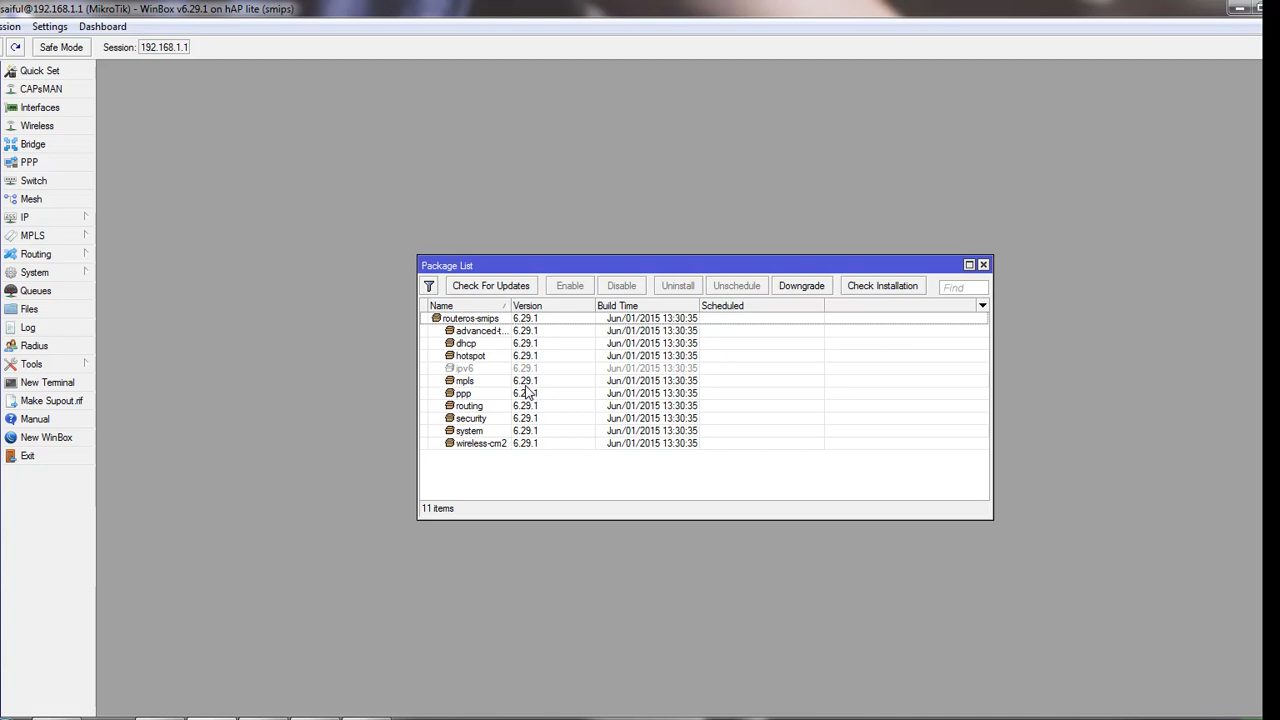 saiful@192.168.1.1 (MikroTik) - WinBox v6.29.1 on hAP lite (smips)
ssion Settings Dashboard
Safe Mode Session: 192.168.1.1
Quick Set
CAPsMAN
Interfaces
Wireless
Bridge
PPP
Switch
Mesh
IP
MPLS
Routing
System
Queues
Files
Log
Radius
Tools
New Terminal
Make Supout.rif
Manual
New WinBox
Exit
Package List
Check For Updates Enable Disable Uninstall Unschedule Downgrade Check Installation Find
Name / Version Build Time Scheduled
routeros-smips 6.29.1 Jun/01/2015 13:30:35
advanced-t... 6.29.1 Jun/01/2015 13:30:35
dhcp 6.29.1 Jun/01/2015 13:30:35
hotspot 6.29.1 Jun/01/2015 13:30:35
ipv6 6.29.1 Jun/01/2015 13:30:35
mpls 6.29.1 Jun/01/2015 13:30:35
ppp 6.29.1 Jun/01/2015 13:30:35
routing 6.29.1 Jun/01/2015 13:30:35
security 6.29.1 Jun/01/2015 13:30:35
system 6.29.1 Jun/01/2015 13:30:35
wireless-cm2 6.29.1 Jun/01/2015 13:30:35
11 items